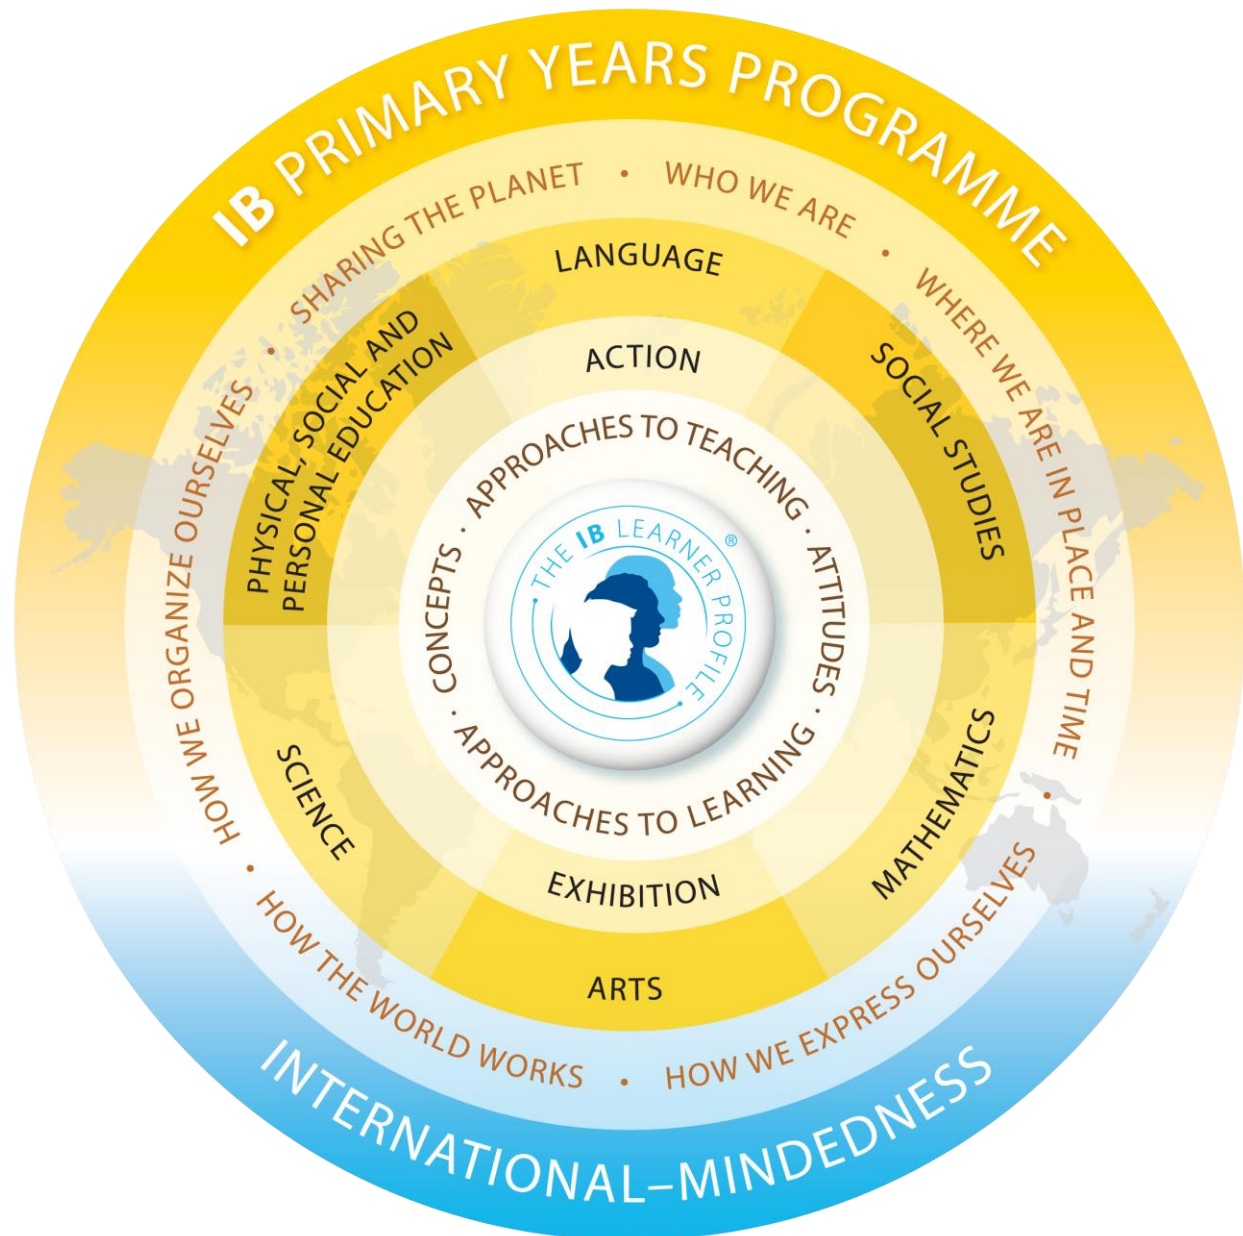 IB PRIMARY YEARS PROGRAMME
SHARING THE PLANET • WHO WE ARE • WHERE WE ARE IN PLACE AND TIME • HOW WE EXPRESS OURSELVES • HOW THE WORLD WORKS • HOW WE ORGANIZE OURSELVES •
LANGUAGE
SOCIAL STUDIES
MATHEMATICS
ARTS
SCIENCE
PHYSICAL, SOCIAL AND
PERSONAL EDUCATION
ACTION
EXHIBITION
APPROACHES TO TEACHING · ATTITUDES · APPROACHES TO LEARNING · CONCEPTS ·
THE IB LEARNER PROFILE ®
INTERNATIONAL–MINDEDNESS